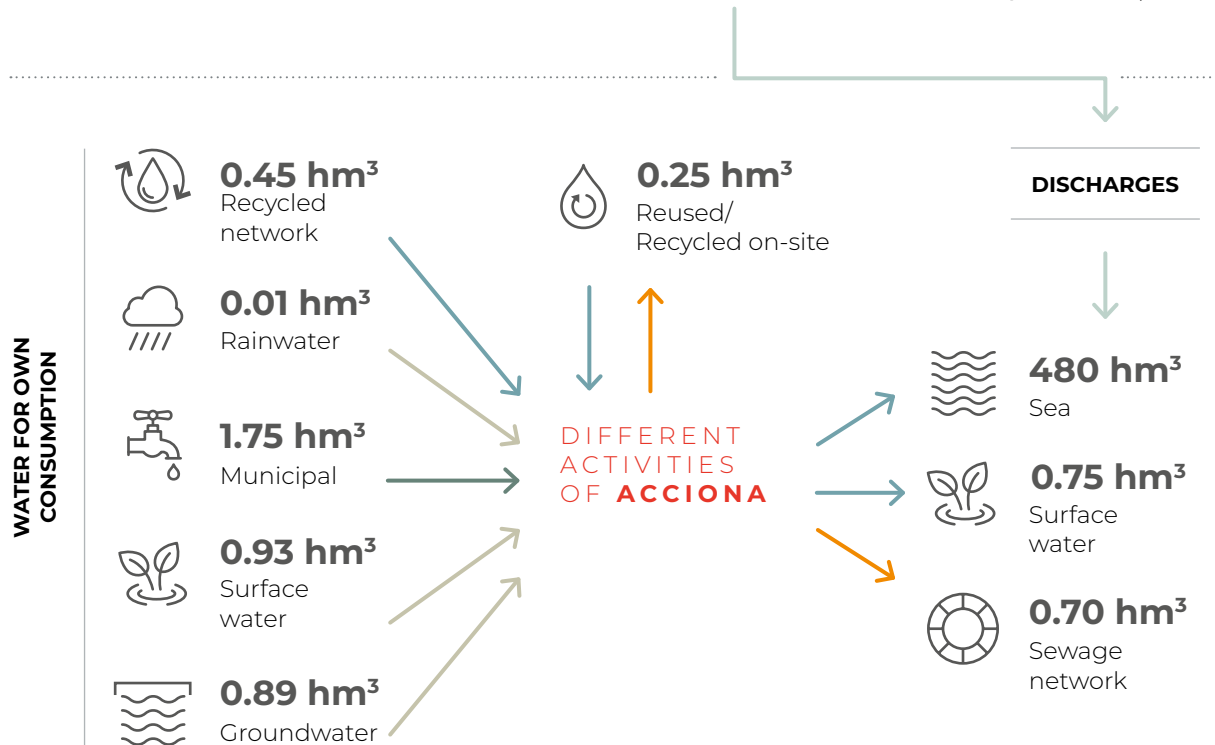 WATER FOR OWN
CONSUMPTION
0.45 hm³
Recycled
network
0.01 hm³
Rainwater
1.75 hm³
Municipal
0.93 hm³
Surface
water
0.89 hm³
Groundwater
0.25 hm³
Reused/
Recycled on-site
DIFFERENT
ACTIVITIES
OF ACCIONA
DISCHARGES
480 hm³
Sea
0.75 hm³
Surface
water
0.70 hm³
Sewage
network